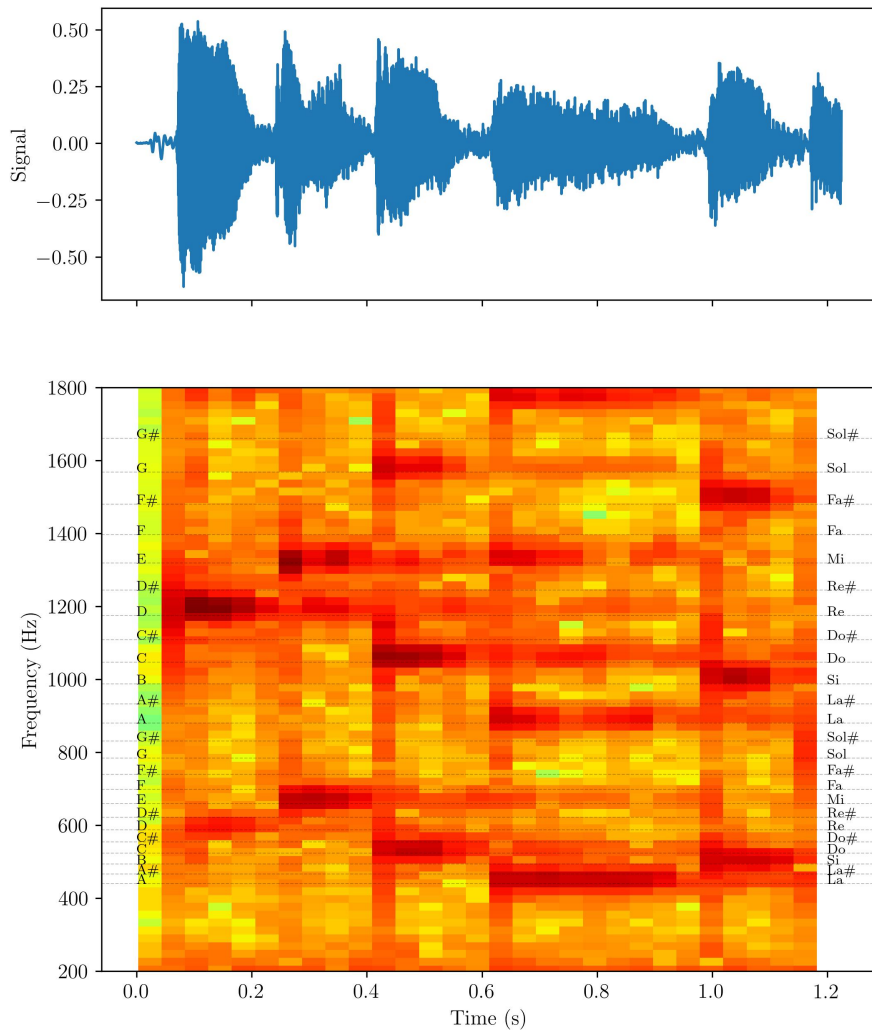 0.50
0.25
0.00
−0.25
−0.50
Signal
1800
1600
1400
1200
1000
800
600
400
200
Frequency (Hz)
G#
G
F#
F
E
D#
D
C#
C
B
A#
A
G#
G
F#
F
E
D#
D
C#
C
B
A#
A
Sol#
Sol
Fa#
Fa
Mi
Re#
Re
Do#
Do
Si
La#
La
Sol#
Sol
Fa#
Fa
Mi
Re#
Re
Do#
Do
Si
La#
La
0.0 0.2 0.4 0.6 0.8 1.0 1.2
Time (s)